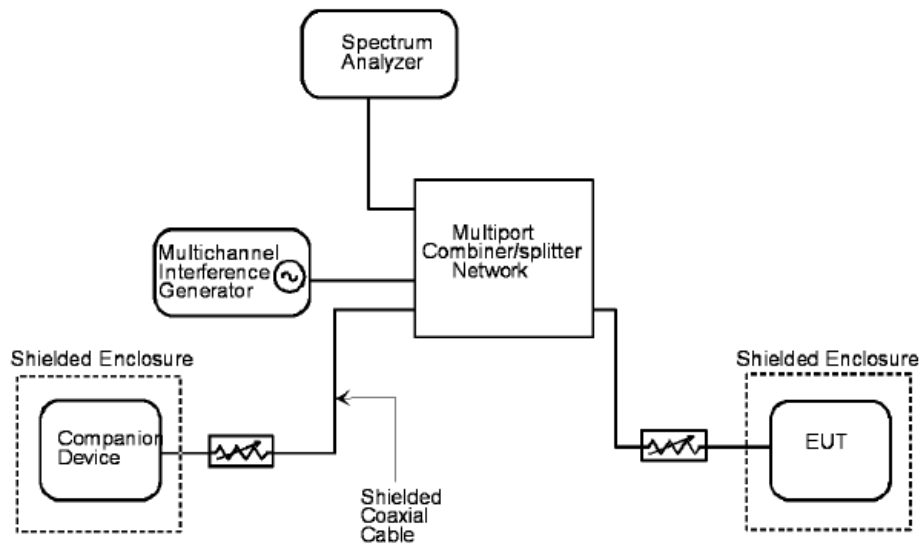 Spectrum
Analyzer
Multiport
Combiner/splitter
Network
Multichannel
Interference
Generator
Shielded Enclosure
Shielded Enclosure
Companion
Device
EUT
Shielded
Coaxial
Cable